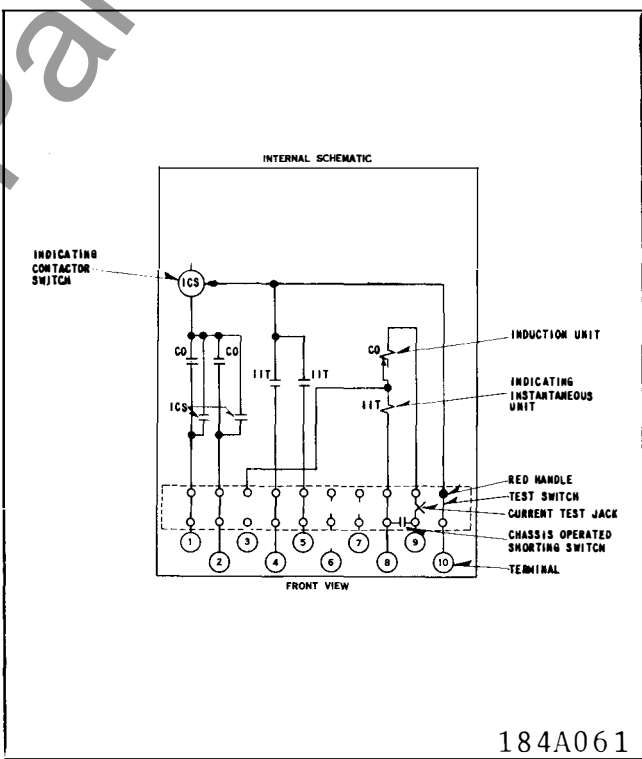 INTERNAL SCHEMATIC
INDICATING
CONTACTOR
SWITCH
ICS
CO
CO
IIT
IIT
ICS
CO
IIT
INDUCTION UNIT
INDICATING
INSTANTANEOUS
UNIT
RED HANDLE
TEST SWITCH
CURRENT TEST JACK
CHASSIS OPERATED
SHORTING SWITCH
TERMINAL
1
3
5
7
9
2
4
6
8
10
FRONT VIEW
184A061